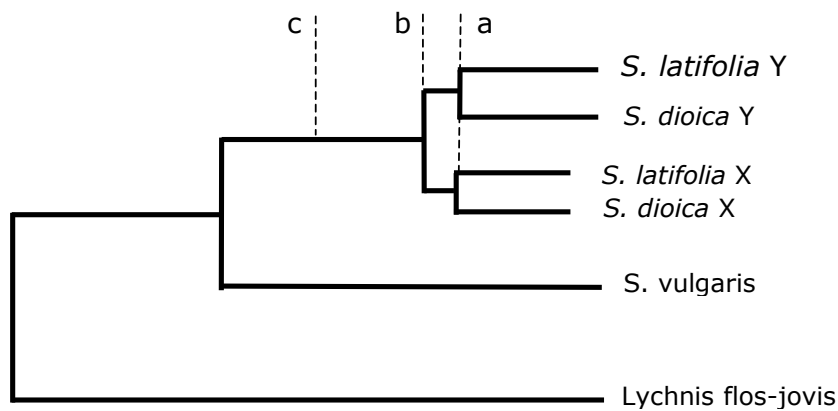 c b a
S. latifolia Y
S. dioica Y
S. latifolia X
S. dioica X
S. vulgaris
Lychnis flos-jovis